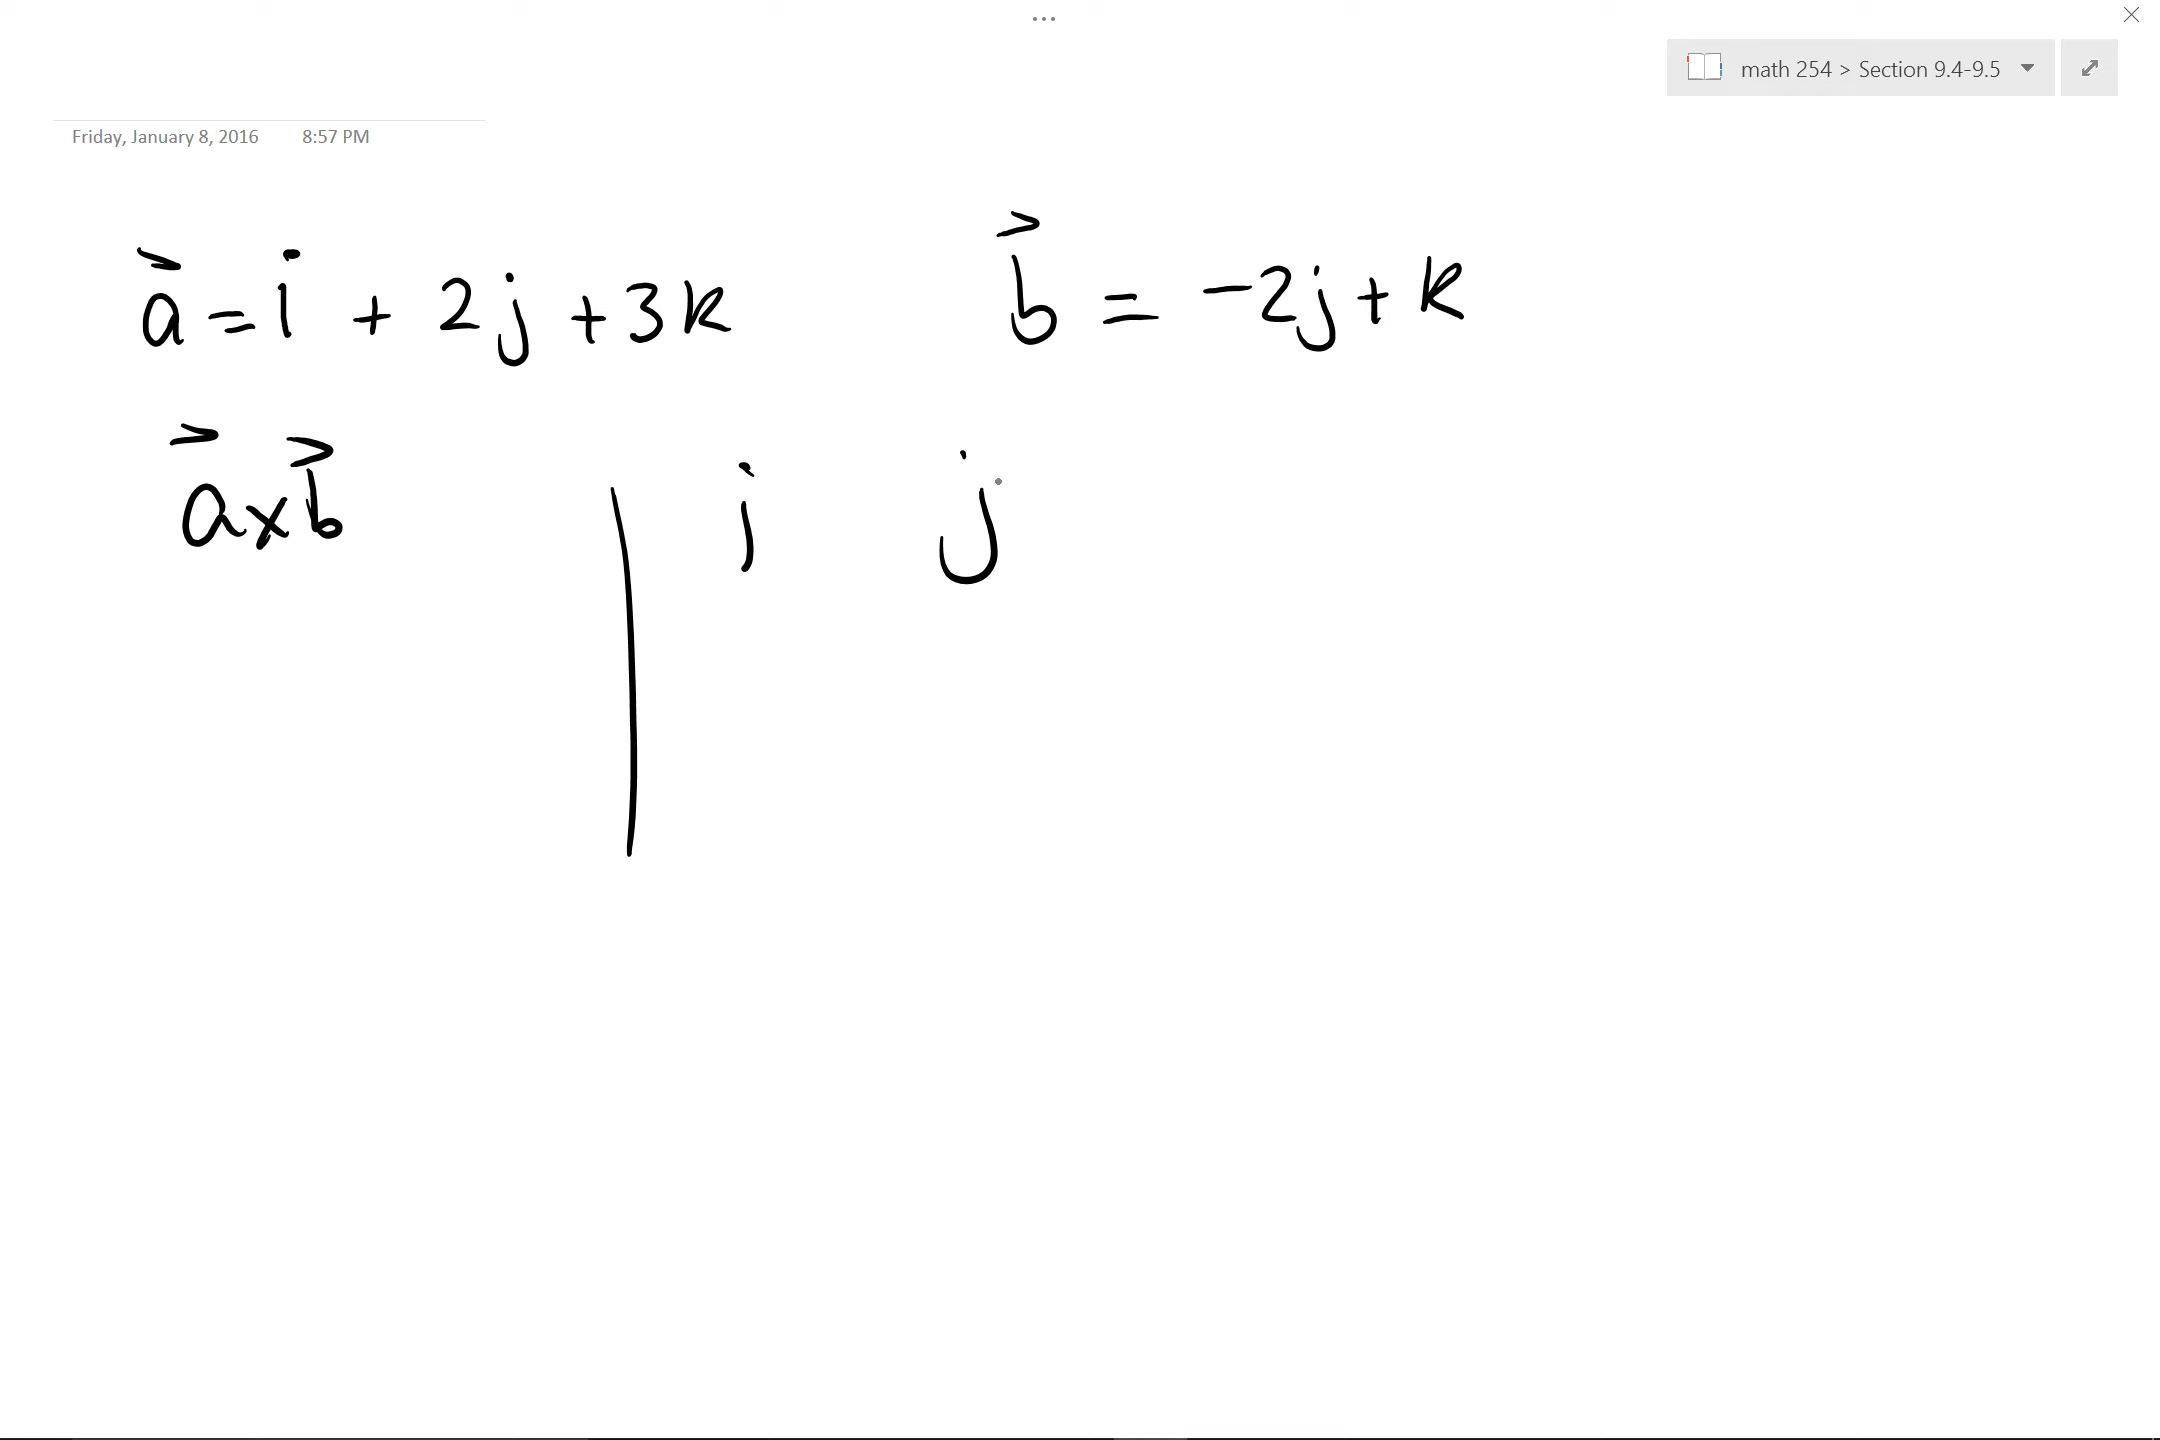 ...
math 254 > Section 9.4-9.5
Friday, January 8, 2016 8:57 PM
a⃗ = i + 2j + 3k b⃗ = -2j + k
a⃗ x b⃗ | i j